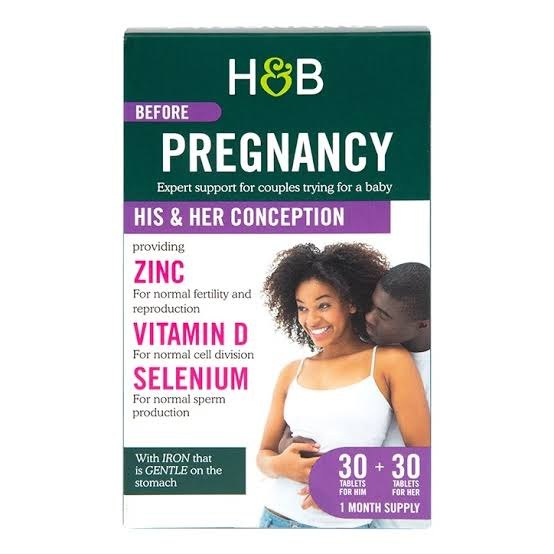 H&B
BEFORE
PREGNANCY
Expert support for couples trying for a baby
HIS & HER CONCEPTION
providing
ZINC
For normal fertility and
reproduction
VITAMIN D
For normal cell division
SELENIUM
For normal sperm
production
With IRON that
is GENTLE on the
stomach
30 + 30
TABLETS TABLETS
FOR HIM FOR HER
1 MONTH SUPPLY